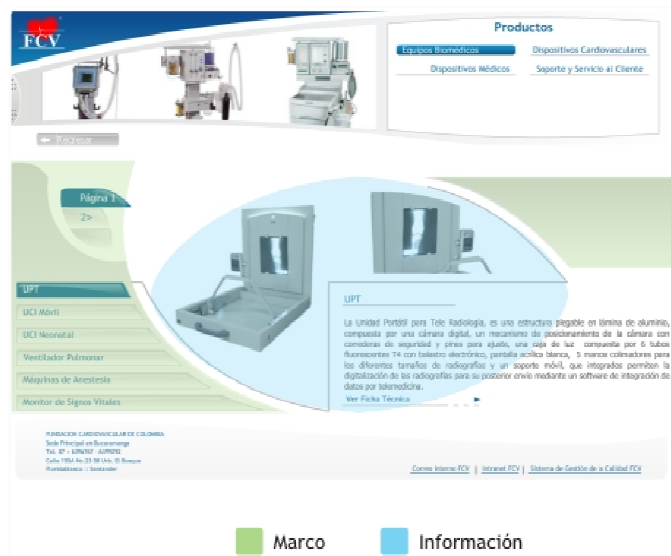 FCV
Productos
Equipos Biomédicos
Dispositivos Cardiovasculares
Dispositivos Médicos
Soporte y Servicio al Cliente
Regresar
Página 1
2>
UPT
UCI Móvil
UCI Neonatal
Ventilador Pulmonar
Máquinas de Anestesia
Monitor de Signos Vitales
UPT
La Unidad Portátil para Tele Radiología, es una estructura plegable en lámina de aluminio,
compuesta por una cámara digital, un mecanismo de posicionamiento de la cámara con
correderas de seguridad y pines para ajuste, una caja de luz compuesta por 6 tubos
fluorescentes T4 con balastro electrónico, pantalla acrílica blanca, 5 marcos colimadores para
los diferentes tamaños de radiografías y un soporte móvil, que integrados permiten la
digitalización de las radiografías para su posterior envío mediante un software de integración de
datos por telemedicina.
Ver Ficha Técnica
FUNDACION CARDIOVASCULAR DE COLOMBIA
Sede Principal en Bucaramanga
Floridablanca :: Santander
Correo Interno FCV | Intranet FCV | Sistema de Gestión de la Calidad FCV
Marco
Información